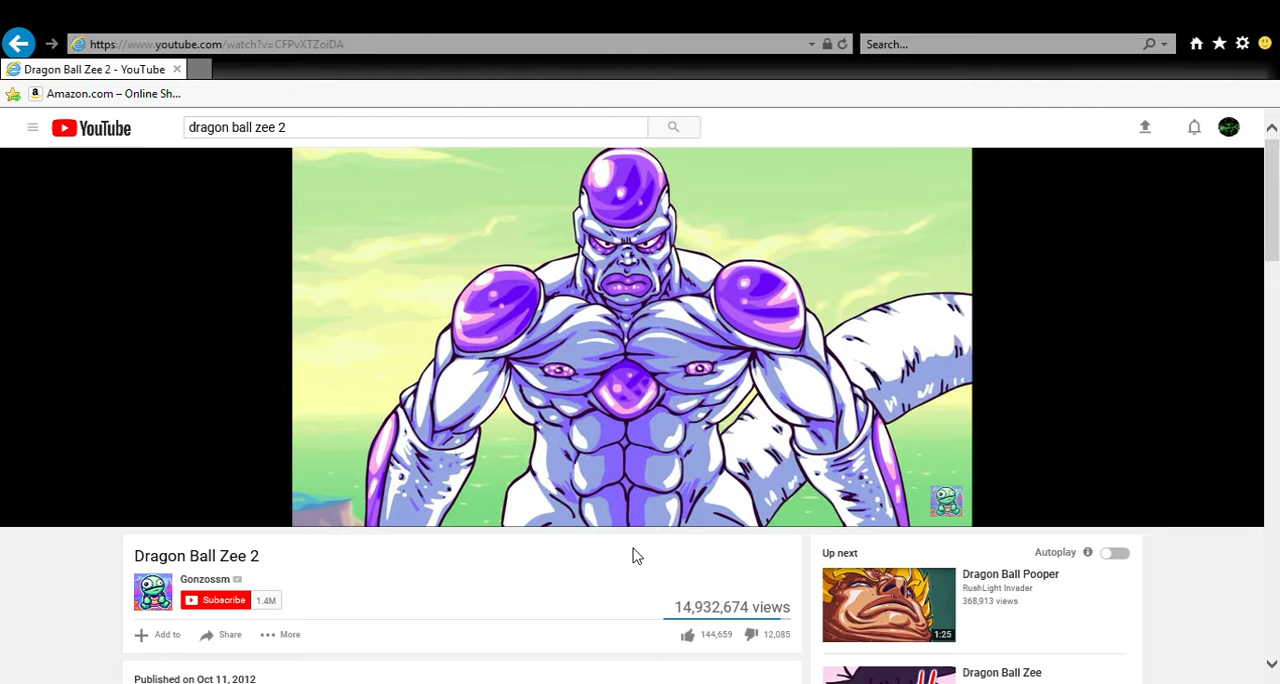 https://www.youtube.com/watch?v=CFPvXTZoiDA
Search...
Dragon Ball Zee 2 - YouTube
Amazon.com – Online Sh...
YouTube
dragon ball zee 2
Dragon Ball Zee 2
Gonzossm
Subscribe 1.4M
14,932,674 views
Add to Share More
144,659 12,085
Published on Oct 11, 2012
Up next
Autoplay
Dragon Ball Pooper
RushLight Invader
368,913 views
1:25
Dragon Ball Zee